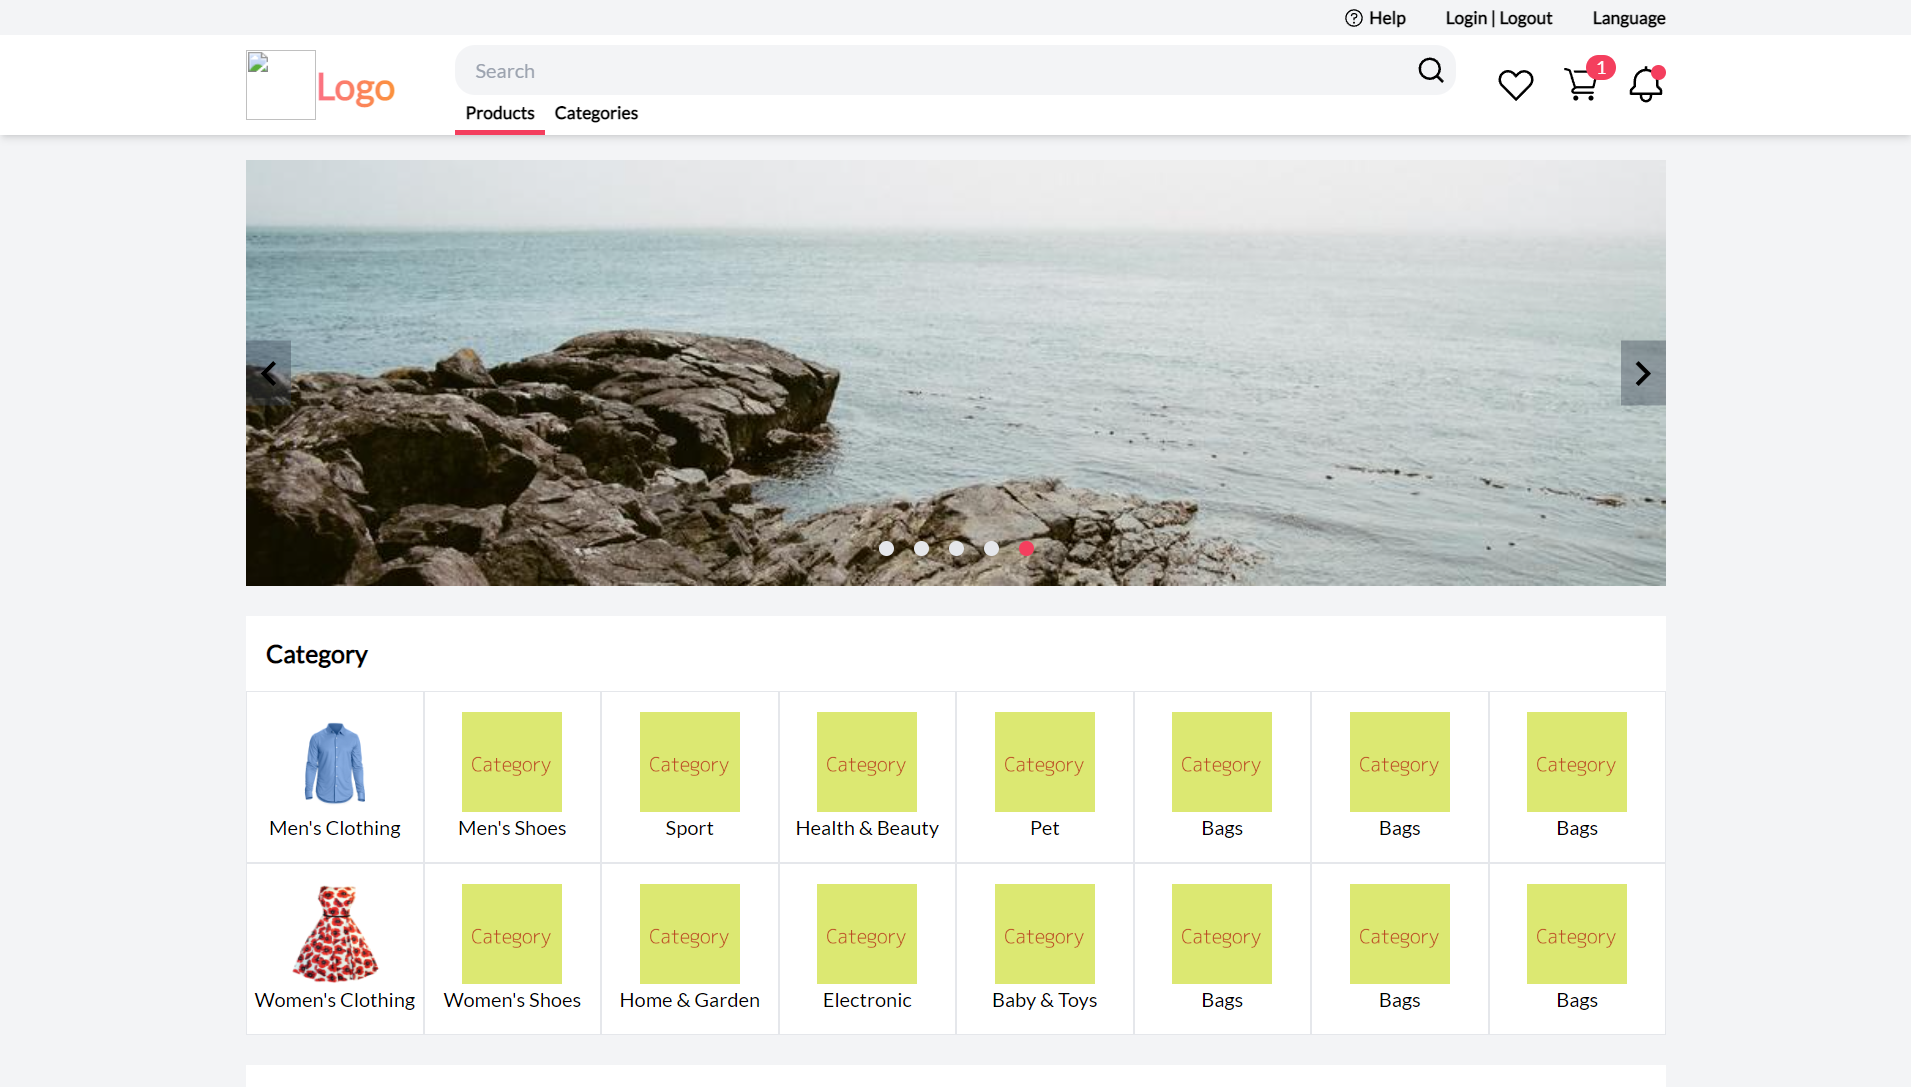 Help Login | Logout Language
Logo
Search
1
Products Categories
Category
Category Category Category Category Category Category Category
Men's Clothing Men's Shoes Sport Health & Beauty Pet Bags Bags Bags
Category Category Category Category Category Category Category
Women's Clothing Women's Shoes Home & Garden Electronic Baby & Toys Bags Bags Bags